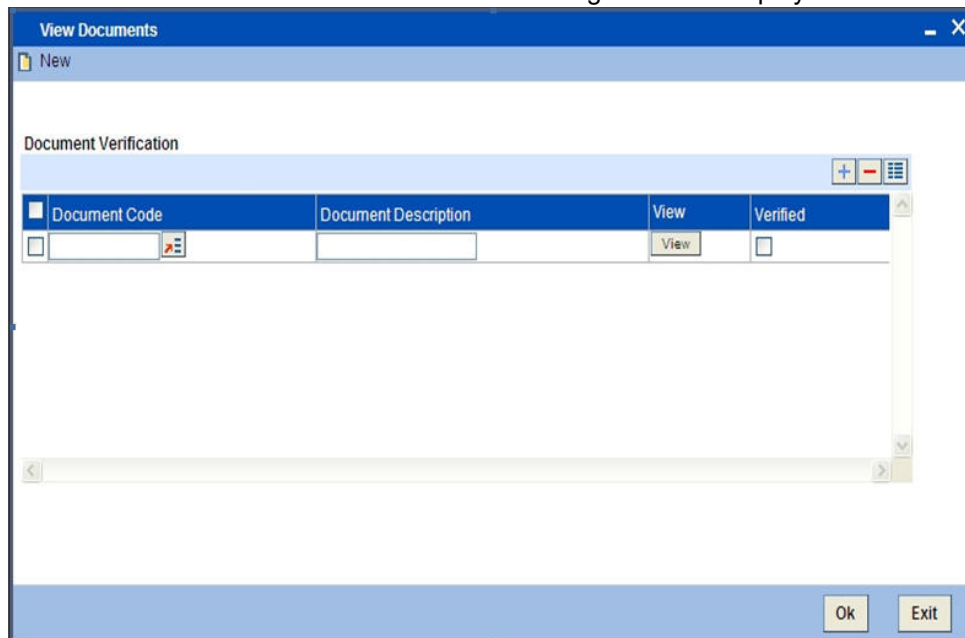 View Documents
New
Document Verification
Document Code Document Description View Verified
View
Ok Exit